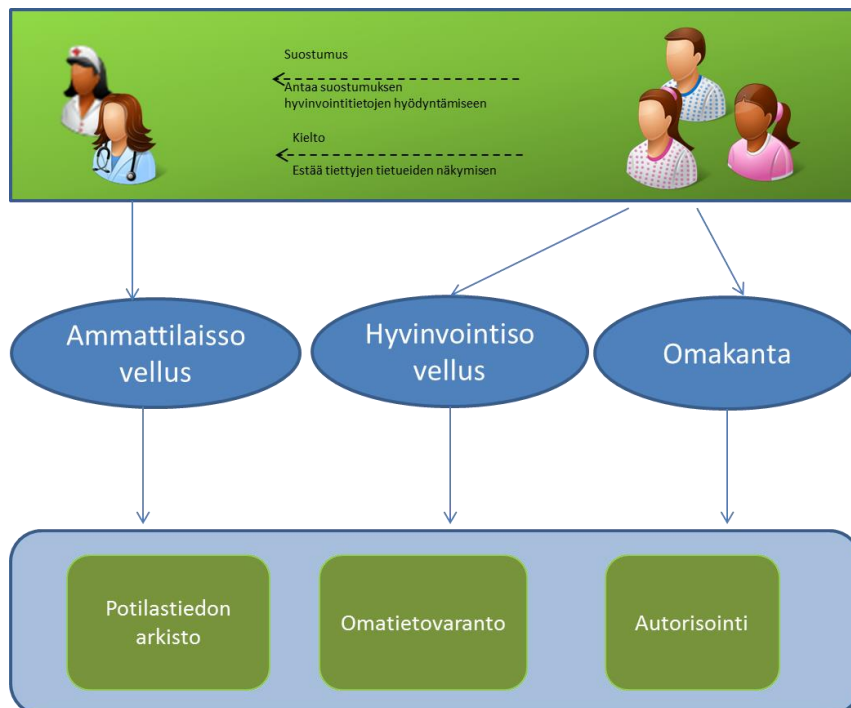 Suostumus
Antaa suostumuksen
hyvinvointitietojen hyödyntämiseen
Kielto
Estää tiettyjen tietueiden näkymisen
Ammattilaisso
vellus
Hyvinvointiso
vellus
Omakanta
Potilastiedon
arkisto
Omatietovaranto
Autorisointi